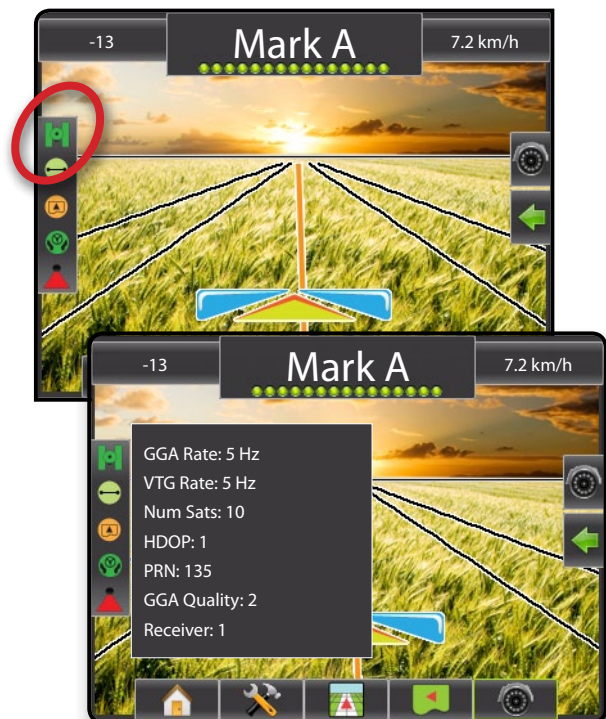 -13
Mark A
7.2 km/h
-13
Mark A
7.2 km/h
GGA Rate: 5 Hz
VTG Rate: 5 Hz
Num Sats: 10
HDOP: 1
PRN: 135
GGA Quality: 2
Receiver: 1